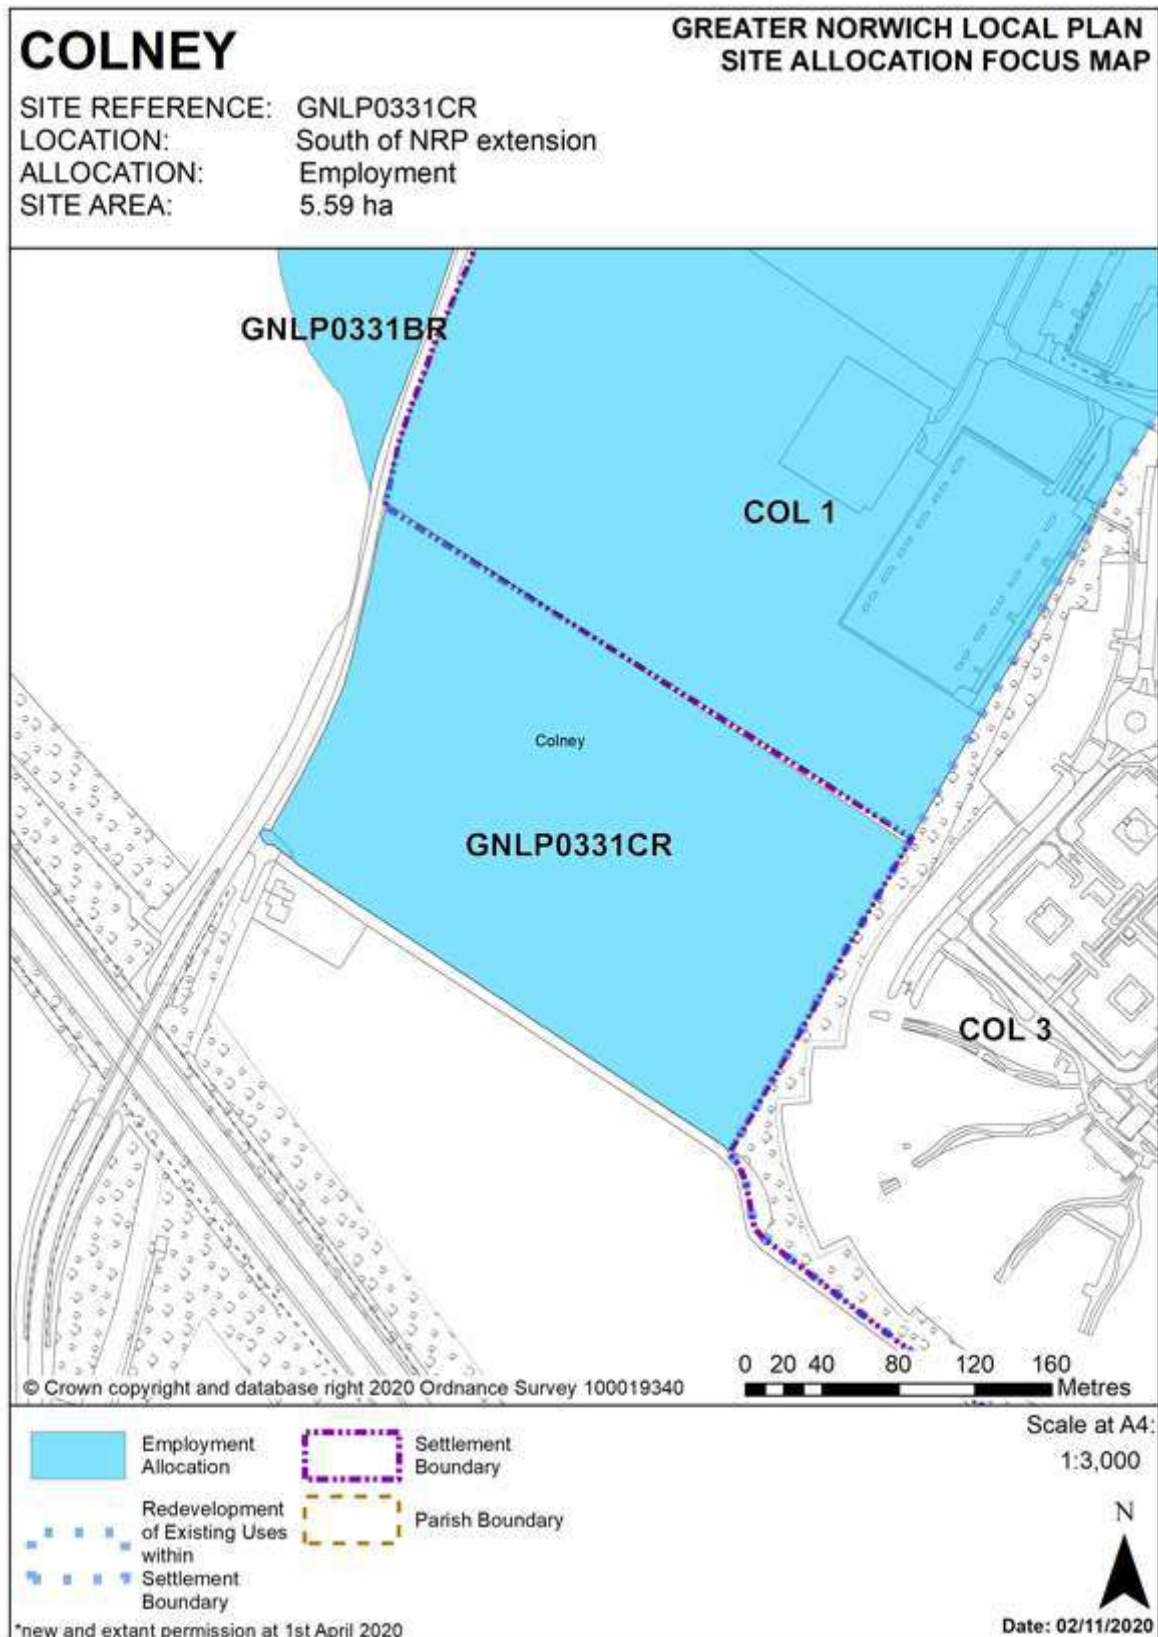 COLNEY
GREATER NORWICH LOCAL PLAN
SITE ALLOCATION FOCUS MAP
SITE REFERENCE: GNLP0331CR
LOCATION: South of NRP extension
ALLOCATION: Employment
SITE AREA: 5.59 ha
GNLP0331BR
COL 1
Colney
GNLP0331CR
COL 3
0 20 40 80 120 160
Metres
© Crown copyright and database right 2020 Ordnance Survey 100019340
Employment
Allocation
Settlement
Boundary
Redevelopment
of Existing Uses
within
Settlement
Boundary
Parish Boundary
Scale at A4:
1:3,000
N
*new and extant permission at 1st April 2020
Date: 02/11/2020